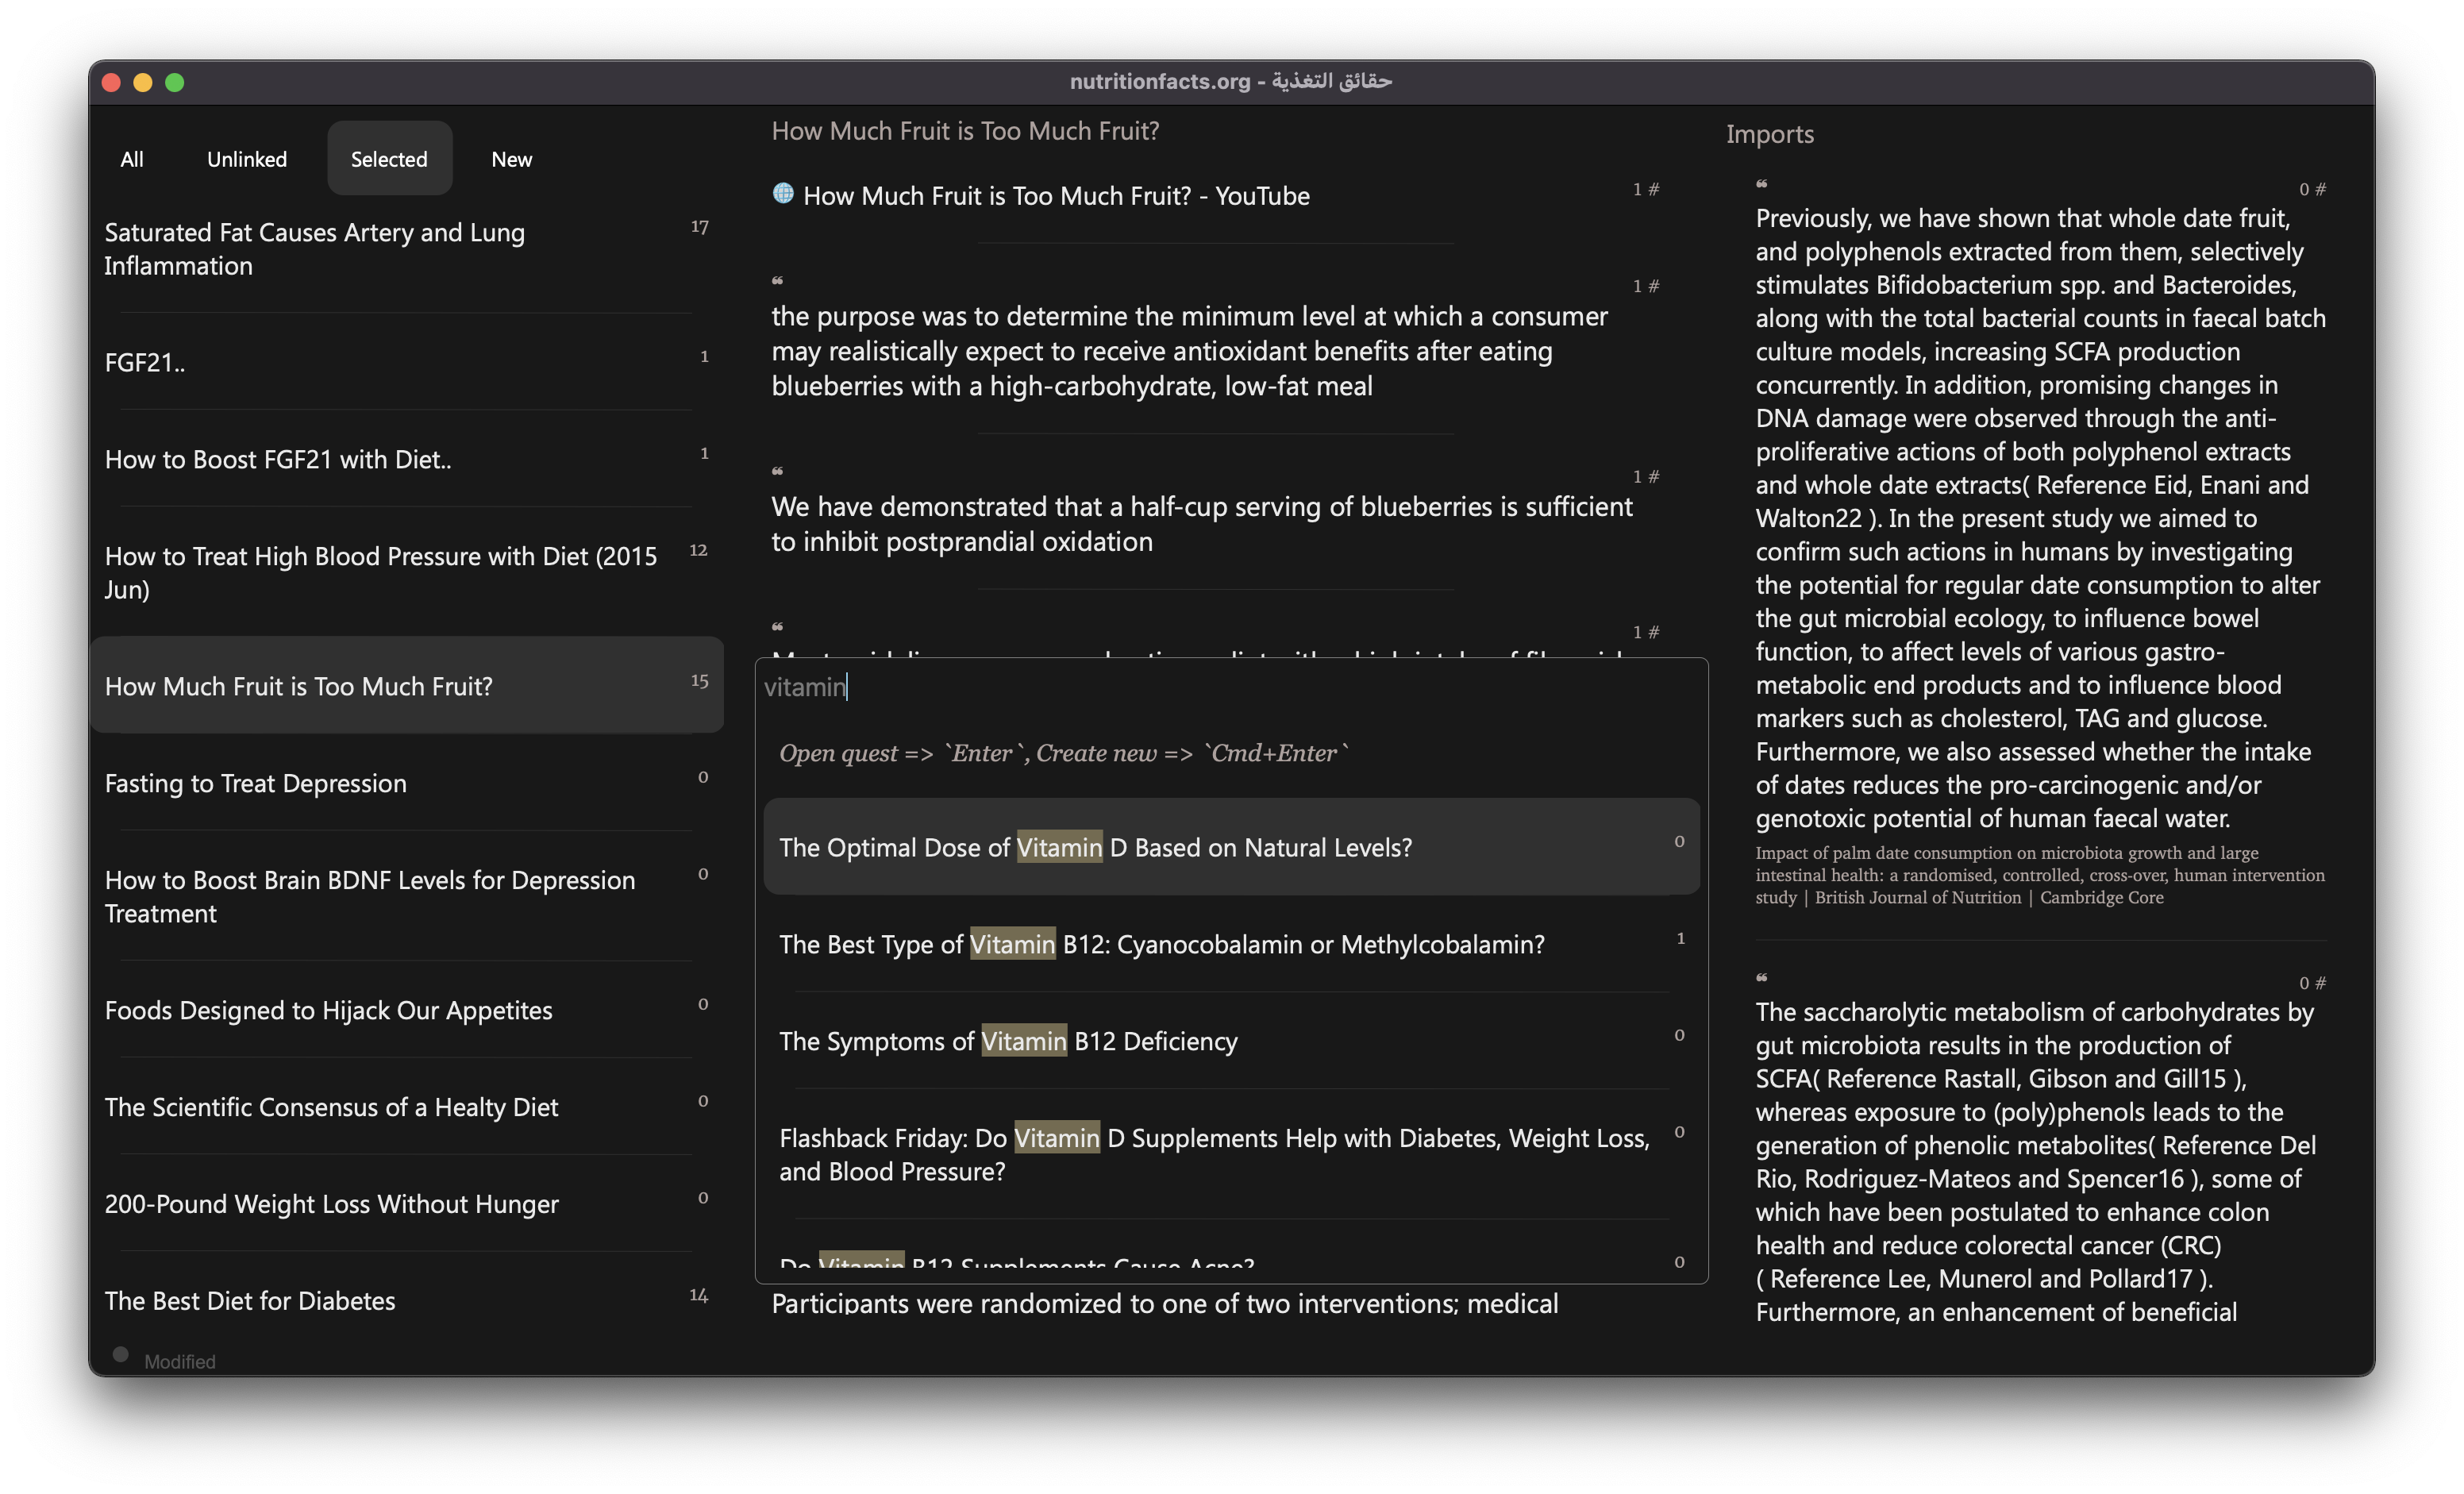 nutritionfacts.org - حقائق التغذية
All
Unlinked
Selected
New
Saturated Fat Causes Artery and Lung
Inflammation
17
FGF21..
1
How to Boost FGF21 with Diet..
1
How to Treat High Blood Pressure with Diet (2015
Jun)
12
How Much Fruit is Too Much Fruit?
15
Fasting to Treat Depression
0
How to Boost Brain BDNF Levels for Depression
Treatment
0
Foods Designed to Hijack Our Appetites
0
The Scientific Consensus of a Healty Diet
0
200-Pound Weight Loss Without Hunger
0
The Best Diet for Diabetes
14
Modified
How Much Fruit is Too Much Fruit?
How Much Fruit is Too Much Fruit? - YouTube
1 #
❝
1 #
the purpose was to determine the minimum level at which a consumer
may realistically expect to receive antioxidant benefits after eating
blueberries with a high-carbohydrate, low-fat meal
❝
1 #
We have demonstrated that a half-cup serving of blueberries is sufficient
to inhibit postprandial oxidation
❝
1 #
vitamin
Open quest => `Enter`, Create new => `Cmd+Enter`
The Optimal Dose of Vitamin D Based on Natural Levels?
0
The Best Type of Vitamin B12: Cyanocobalamin or Methylcobalamin?
1
The Symptoms of Vitamin B12 Deficiency
0
Flashback Friday: Do Vitamin D Supplements Help with Diabetes, Weight Loss,
and Blood Pressure?
0
Do Vitamin B12 Supplements Cause Acne?
0
Participants were randomized to one of two interventions; medical
Imports
❝
0 #
Previously, we have shown that whole date fruit,
and polyphenols extracted from them, selectively
stimulates Bifidobacterium spp. and Bacteroides,
along with the total bacterial counts in faecal batch
culture models, increasing SCFA production
concurrently. In addition, promising changes in
DNA damage were observed through the anti-
proliferative actions of both polyphenol extracts
and whole date extracts( Reference Eid, Enani and
Walton22 ). In the present study we aimed to
confirm such actions in humans by investigating
the potential for regular date consumption to alter
the gut microbial ecology, to influence bowel
function, to affect levels of various gastro-
metabolic end products and to influence blood
markers such as cholesterol, TAG and glucose.
Furthermore, we also assessed whether the intake
of dates reduces the pro-carcinogenic and/or
genotoxic potential of human faecal water.
Impact of palm date consumption on microbiota growth and large
intestinal health: a randomised, controlled, cross-over, human intervention
study | British Journal of Nutrition | Cambridge Core
❝
0 #
The saccharolytic metabolism of carbohydrates by
gut microbiota results in the production of
SCFA( Reference Rastall, Gibson and Gill15 ),
whereas exposure to (poly)phenols leads to the
generation of phenolic metabolites( Reference Del
Rio, Rodriguez-Mateos and Spencer16 ), some of
which have been postulated to enhance colon
health and reduce colorectal cancer (CRC)
( Reference Lee, Munerol and Pollard17 ).
Furthermore, an enhancement of beneficial